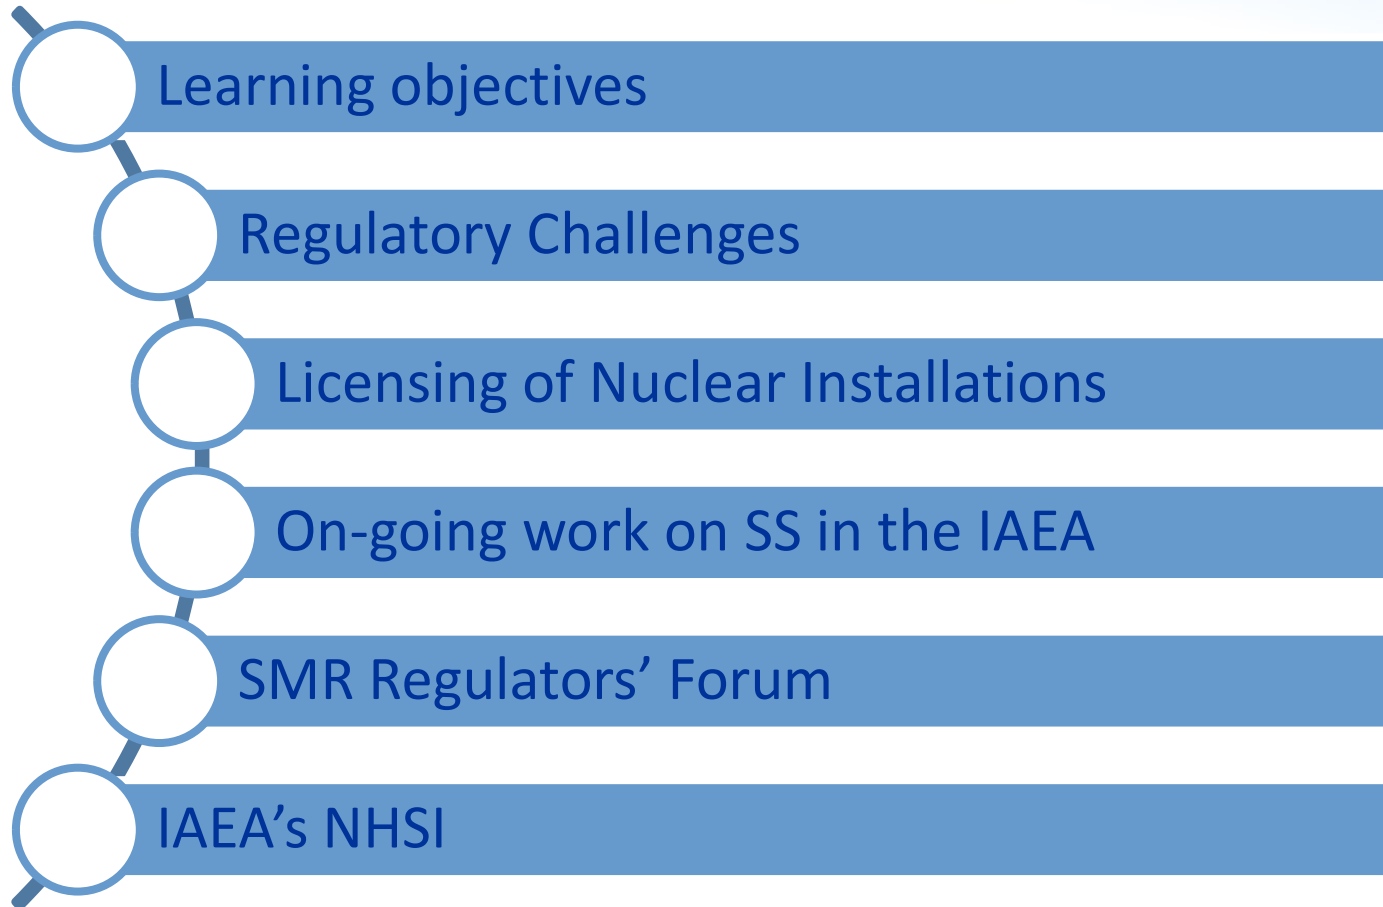 Learning objectives
Regulatory Challenges
Licensing of Nuclear Installations
On-going work on SS in the IAEA
SMR Regulators’ Forum
IAEA’s NHSI